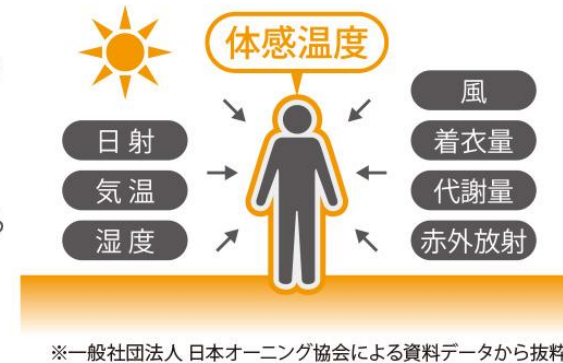 体感温度
日射
気温
湿度
風
着衣量
代謝量
赤外放射
る
※一般社団法人 日本オーニング協会による資料データから抜粋